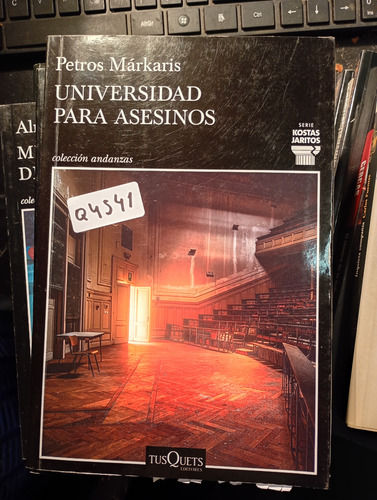 Petros Márkaris
UNIVERSIDAD
PARA ASESINOS
SERIE
KOSTAS
JARITOS
colección andanzas
Q4541
TUSQUETS
EDITORES